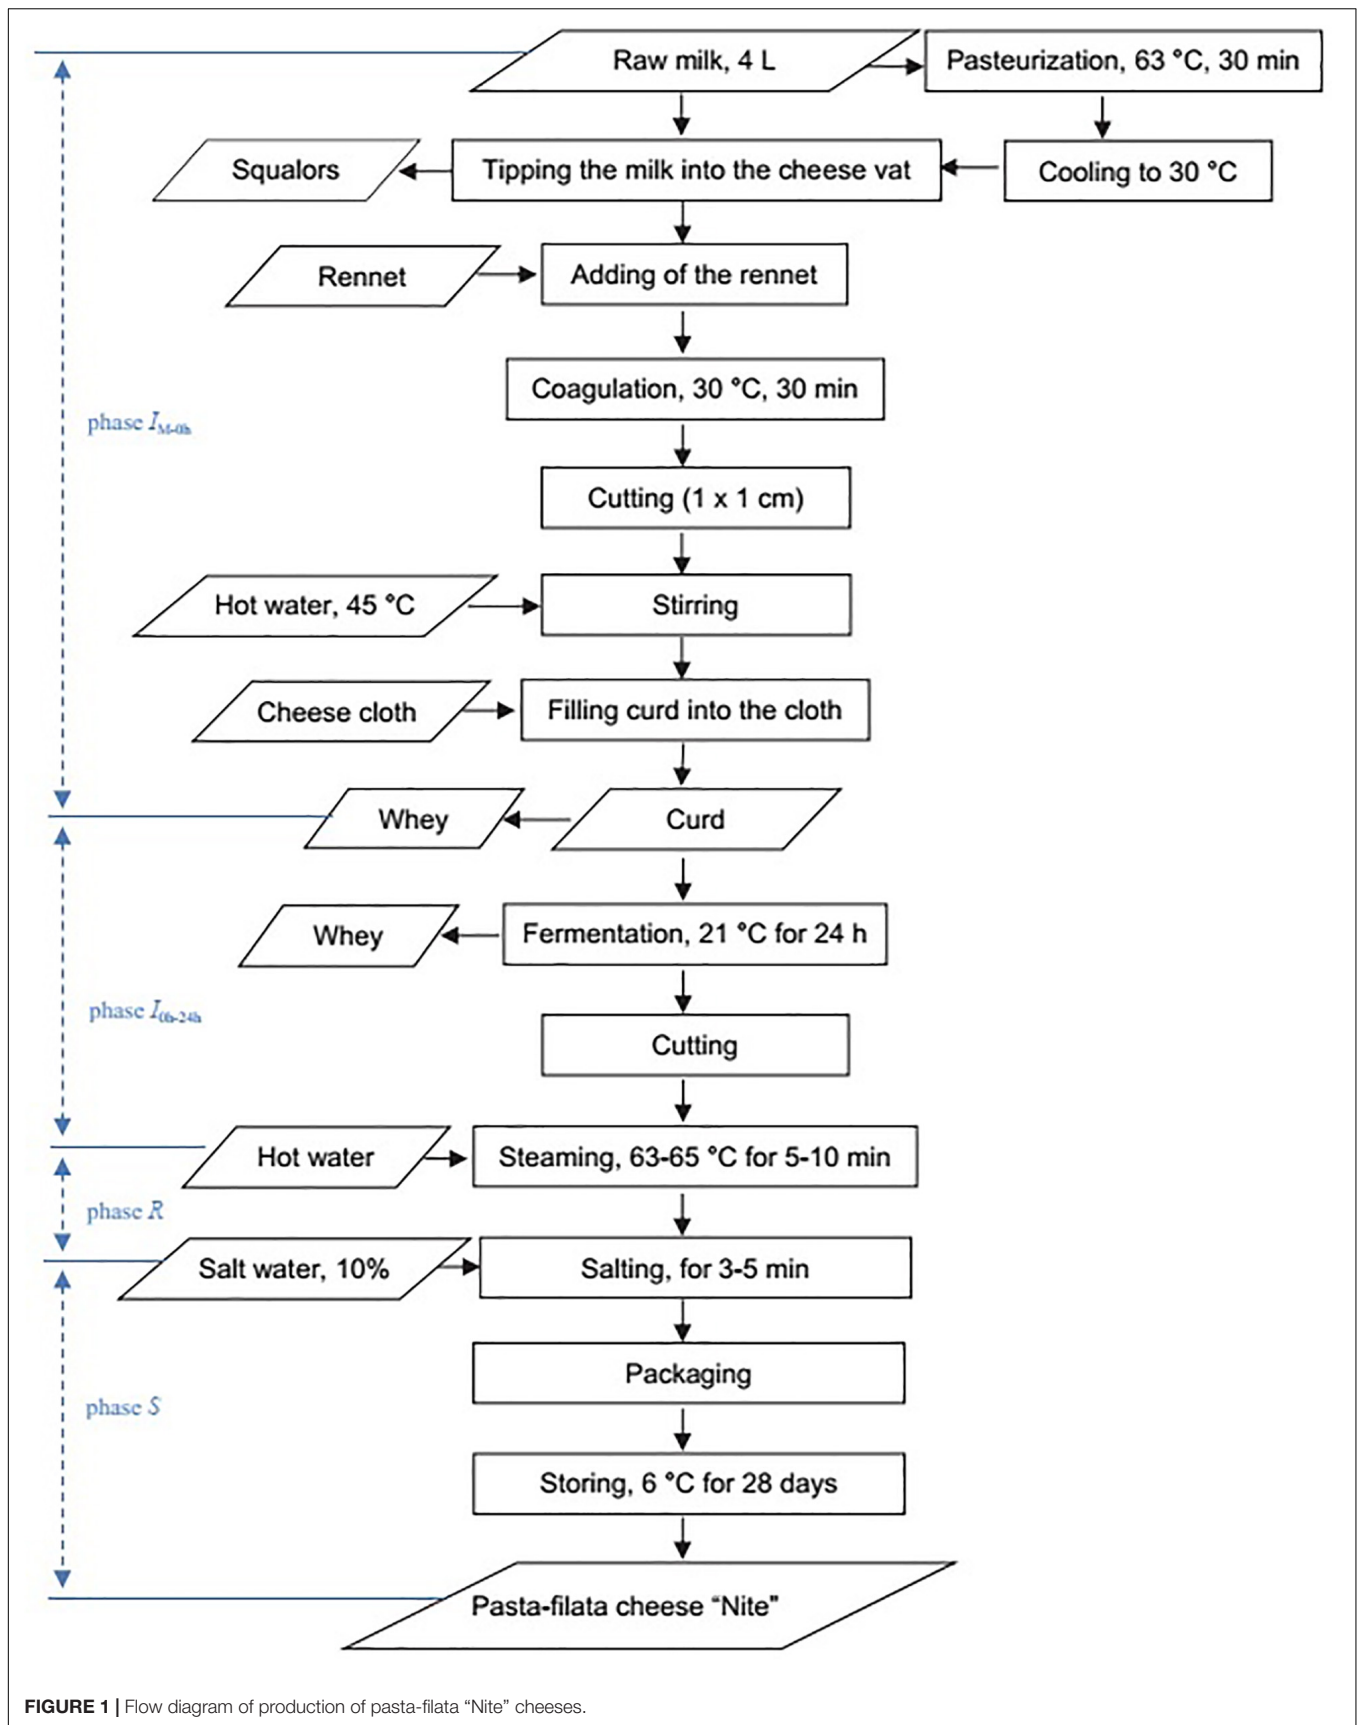 Raw milk, 4 L
Pasteurization, 63 °C, 30 min
Squalors
Tipping the milk into the cheese vat
Cooling to 30 °C
Rennet
Adding of the rennet
Coagulation, 30 °C, 30 min
phase I M-0h
Cutting (1 x 1 cm)
Hot water, 45 °C
Stirring
Cheese cloth
Filling curd into the cloth
Whey
Curd
Whey
Fermentation, 21 °C for 24 h
phase I 0h-24h
Cutting
Hot water
Steaming, 63-65 °C for 5-10 min
phase R
Salt water, 10%
Salting, for 3-5 min
Packaging
phase S
Storing, 6 °C for 28 days
Pasta-filata cheese “Nite"
FIGURE 1 | Flow diagram of production of pasta-filata “Nite” cheeses.